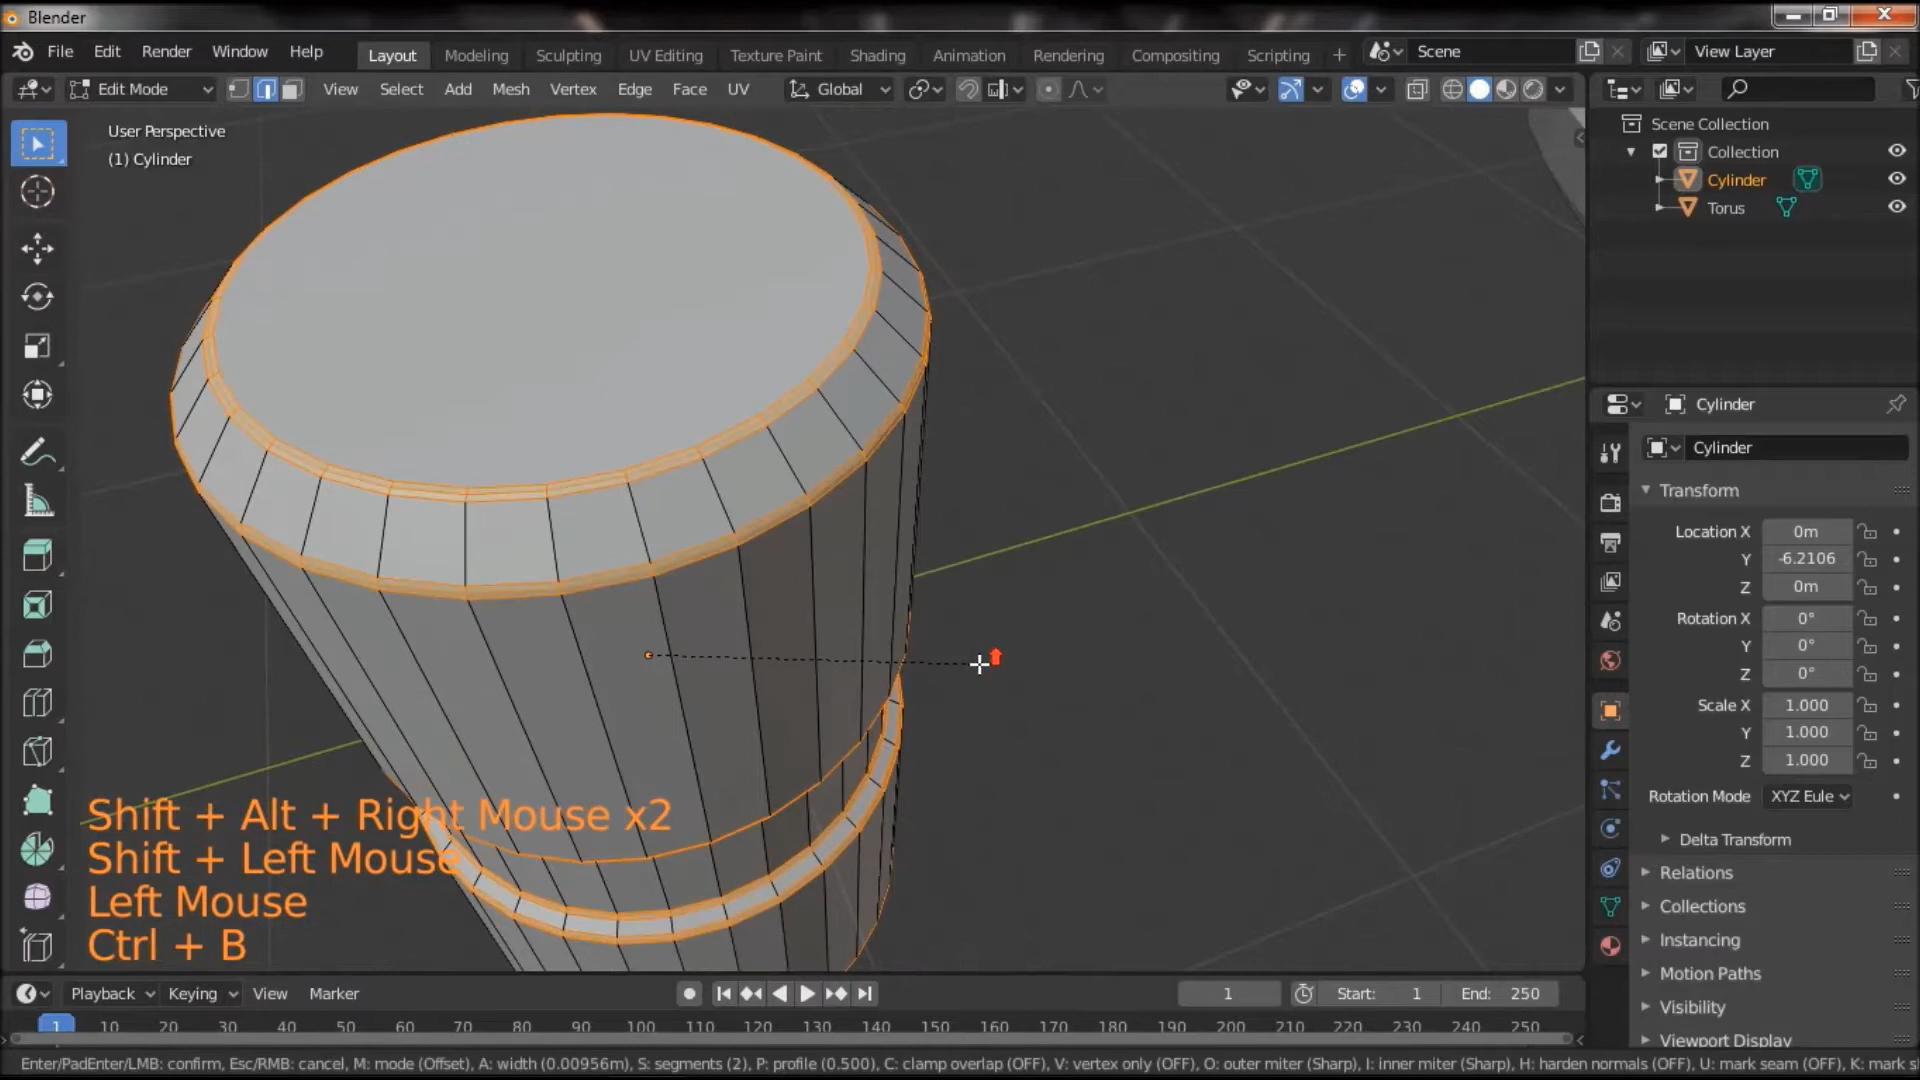 Blender
File Edit Render Window Help Layout Modeling Sculpting UV Editing Texture Paint Shading Animation Rendering Compositing Scripting + Scene View Layer
Edit Mode View Select Add Mesh Vertex Edge Face UV Global
User Perspective
(1) Cylinder
Scene Collection
Collection
Cylinder
Torus
Cylinder
Cylinder
Transform
Location X 0m
Y -6.2106
Z 0m
Rotation X 0°
Y 0°
Z 0°
Scale X 1.000
Y 1.000
Z 1.000
Rotation Mode XYZ Eule
Delta Transform
Relations
Collections
Instancing
Motion Paths
Visibility
Viewport Display
Shift + Alt + Right Mouse x2
Shift + Left Mouse
Left Mouse
Ctrl + B
Playback Keying View Marker 1 Start: 1 End: 250
1 10 20 30 40 50 60 70 80 90 100 110 120 130 140 150 160 170 180 190 200 210 220 230 240 250
Enter/PadEnter/LMB: confirm, Esc/RMB: cancel, M: mode (Offset), A: width (0.00956m), S: segments (2), P: profile (0.500), C: clamp overlap (OFF), V: vertex only (OFF), O: outer miter (Sharp), I: inner miter (Sharp), H: harden normals (OFF), U: mark seam (OFF), K: mark s